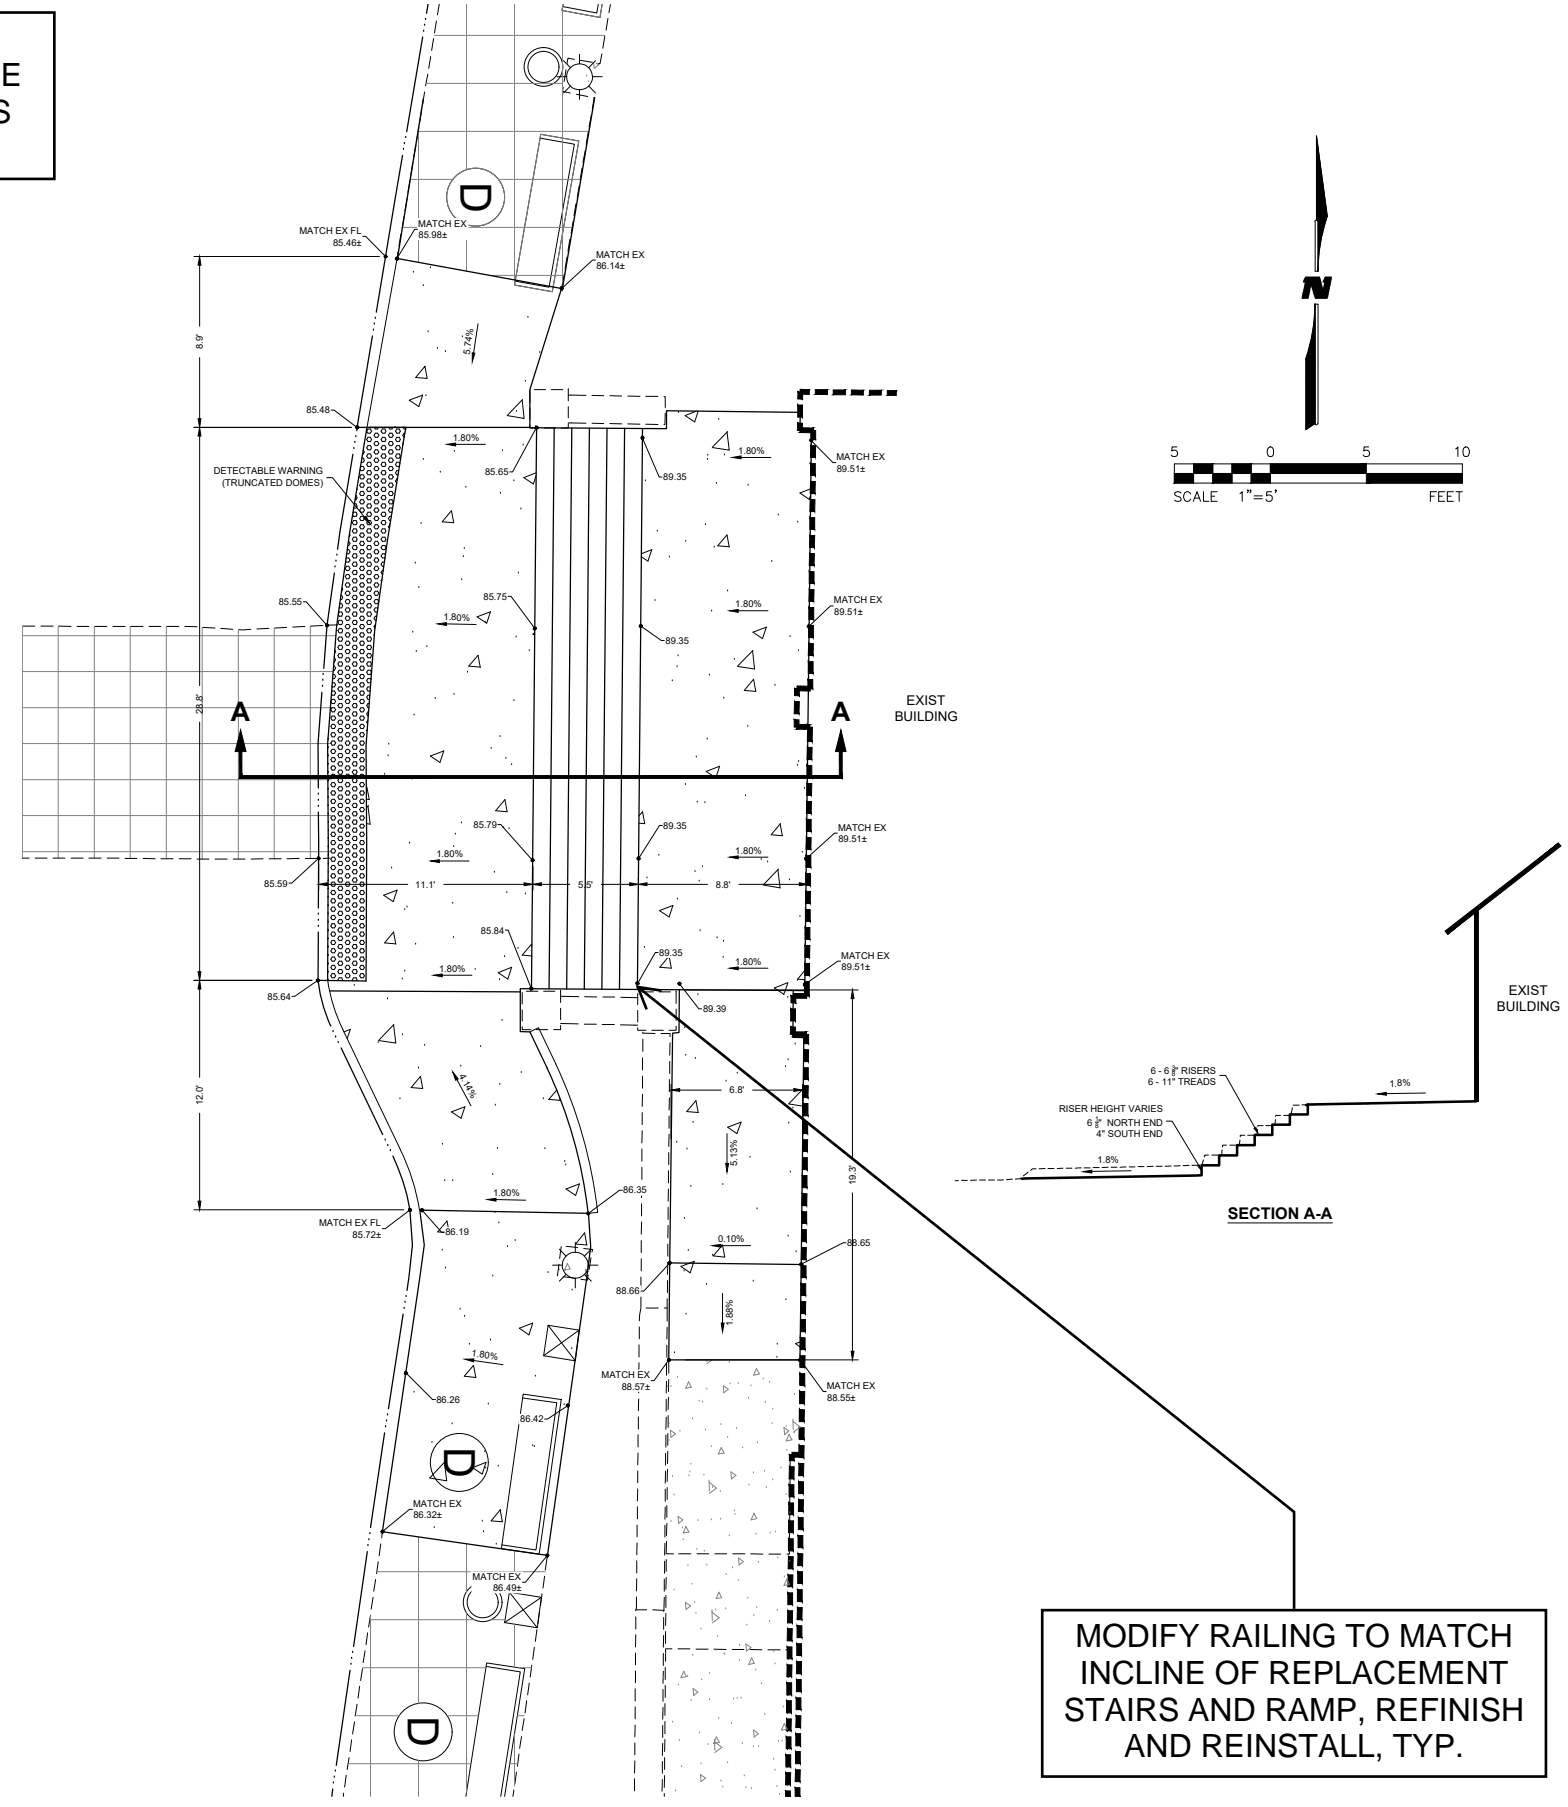 E
S
D
MATCH EX FL
85.46±
MATCH EX
85.98±
MATCH EX
86.14±
8.9'
5.74%
N
5 0 5 10
SCALE 1"=5' FEET
85.48
1.80%
85.65
89.35
1.80%
MATCH EX
89.51±
DETECTABLE WARNING
(TRUNCATED DOMES)
85.55
1.80%
85.75
89.35
1.80%
MATCH EX
89.51±
28.8'
A
A
EXIST
BUILDING
85.79
89.35
MATCH EX
89.51±
1.80%
1.80%
85.59
11.1'
5.5'
8.8'
85.84
89.35
1.80%
1.80%
MATCH EX
89.51±
85.64
89.39
12.0'
4.14%
6.8'
5.13%
19.3'
1.80%
86.35
MATCH EX FL
85.72±
86.19
0.10%
88.65
88.66
1.88%
1.80%
MATCH EX
88.57±
MATCH EX
88.55±
86.26
86.42
D
MATCH EX
86.32±
MATCH EX
86.49±
D
EXIST
BUILDING
6 - 6⅜" RISERS
6 - 11" TREADS
1.8%
RISER HEIGHT VARIES
NORTH END
4" SOUTH END
1.8%
SECTION A-A
MODIFY RAILING TO MATCH
INCLINE OF REPLACEMENT
STAIRS AND RAMP, REFINISH
AND REINSTALL, TYP.